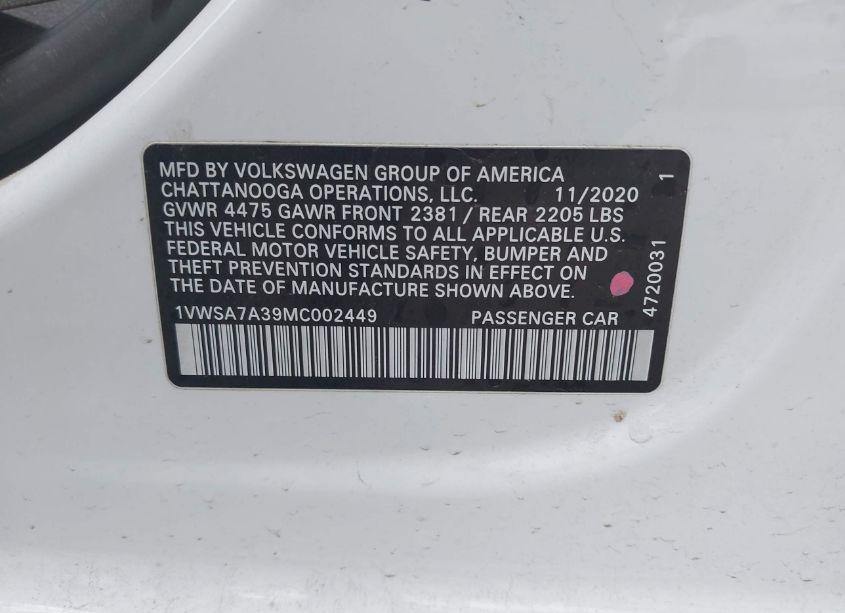 MFD BY VOLKSWAGEN GROUP OF AMERICA
CHATTANOOGA OPERATIONS, LLC. 11/2020
GVWR 4475 GAWR FRONT 2381 / REAR 2205 LBS
THIS VEHICLE CONFORMS TO ALL APPLICABLE U.S.
FEDERAL MOTOR VEHICLE SAFETY, BUMPER AND
THEFT PREVENTION STANDARDS IN EFFECT ON
THE DATE OF MANUFACTURE SHOWN ABOVE.
1VWSA7A39MC002449 PASSENGER CAR
4720031 1